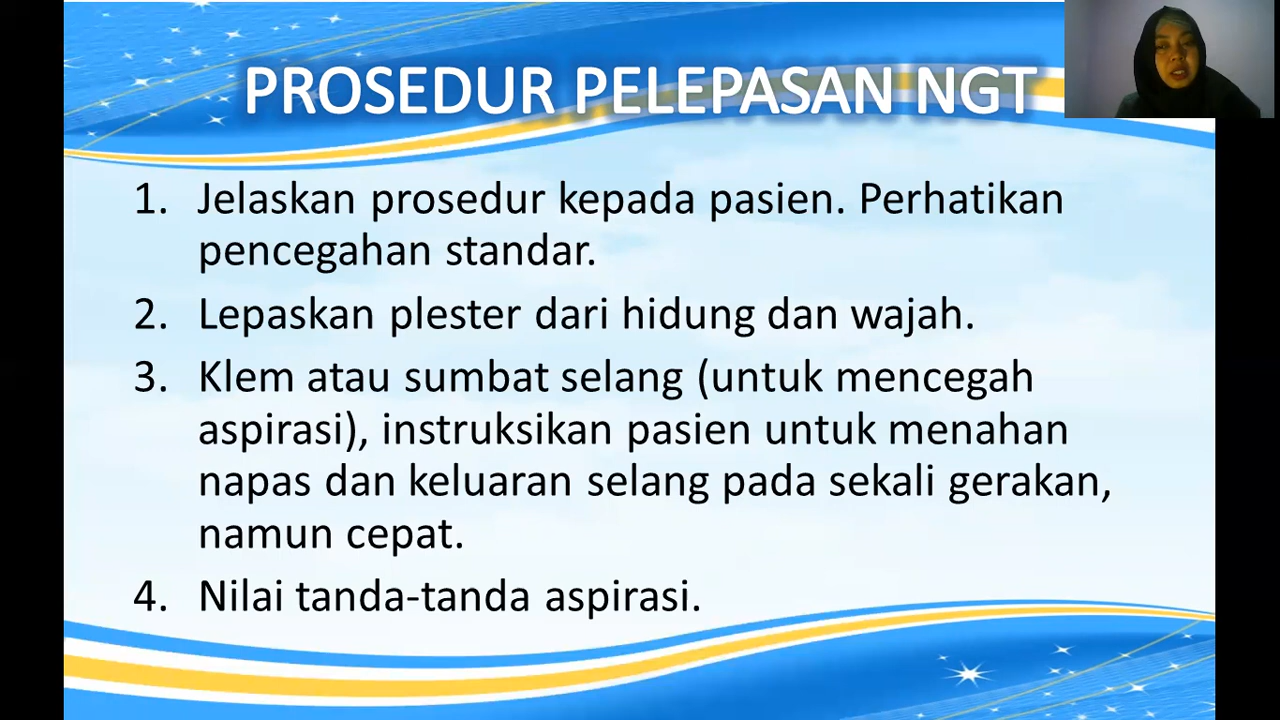 PROSEDUR PELEPASAN NGT
1. Jelaskan prosedur kepada pasien. Perhatikan
pencegahan standar.
2. Lepaskan plester dari hidung dan wajah.
3. Klem atau sumbat selang (untuk mencegah
aspirasi), instruksikan pasien untuk menahan
napas dan keluaran selang pada sekali gerakan,
namun cepat.
4. Nilai tanda-tanda aspirasi.